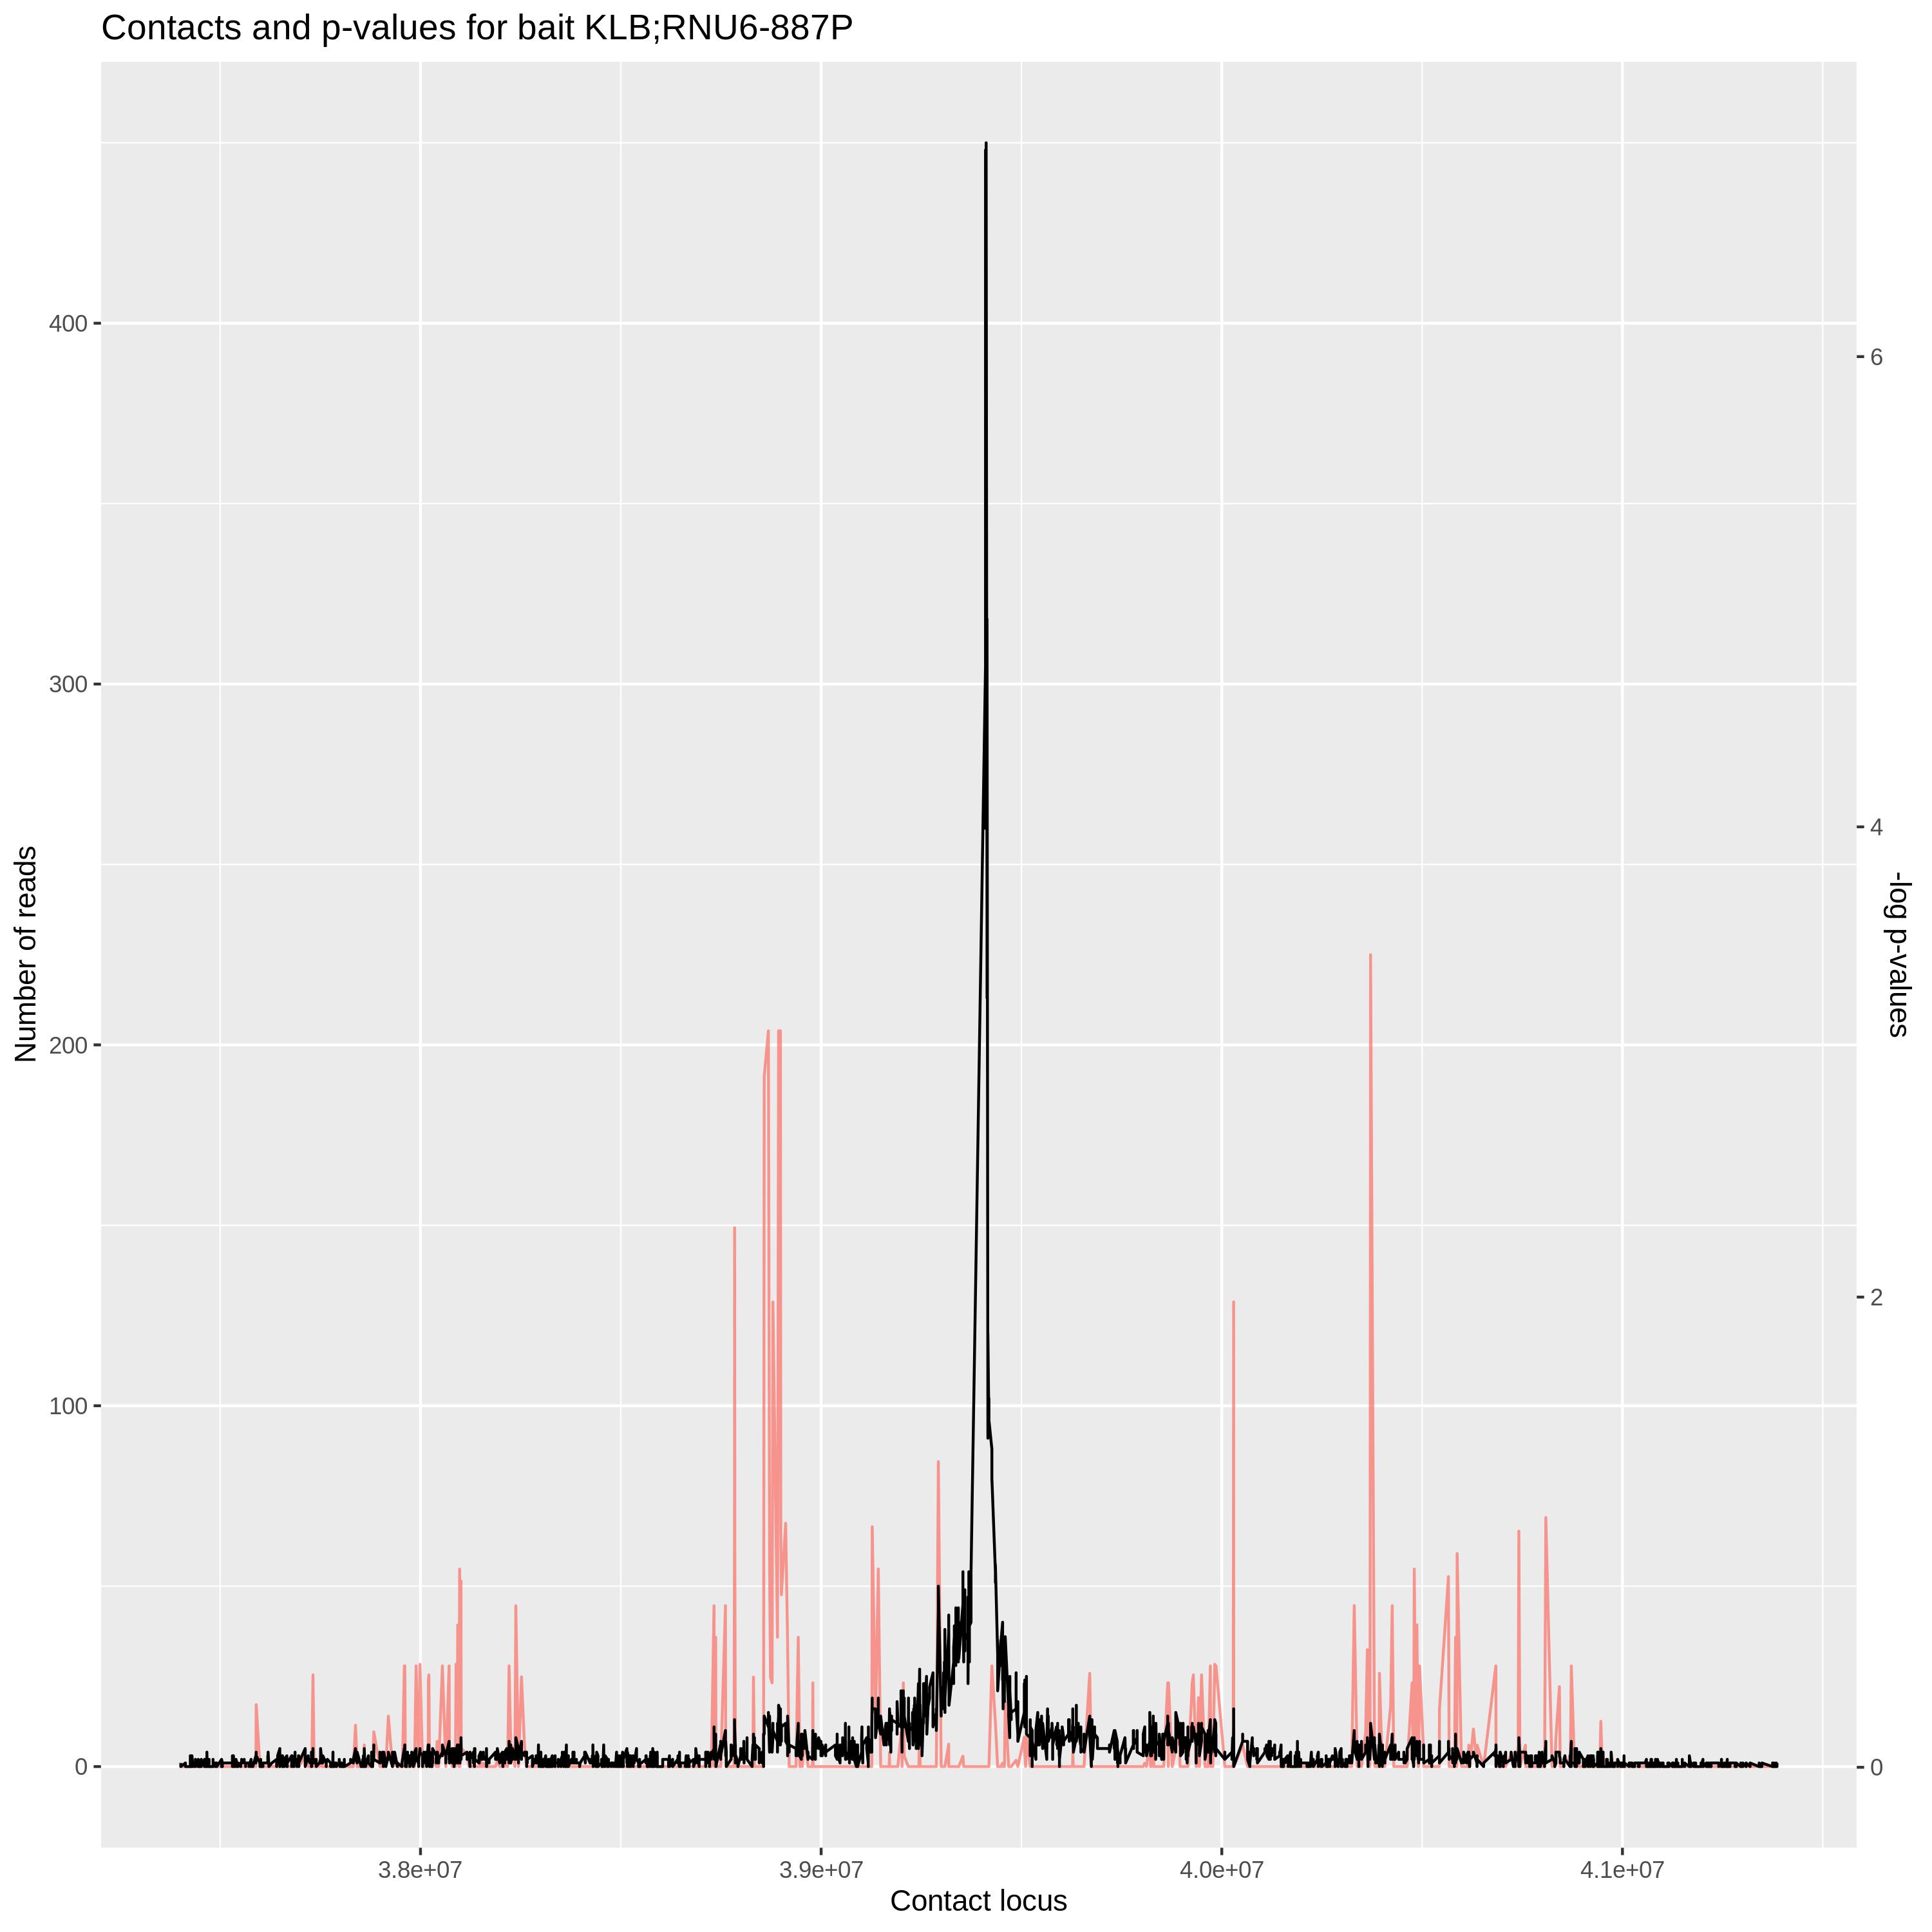 Contacts and p-values for bait KLB;RNU6-887P
400
300
200
100
0
Number of reads
6
4
2
0
-log p-values
3.8e+07
3.9e+07
4.0e+07
4.1e+07
Contact locus